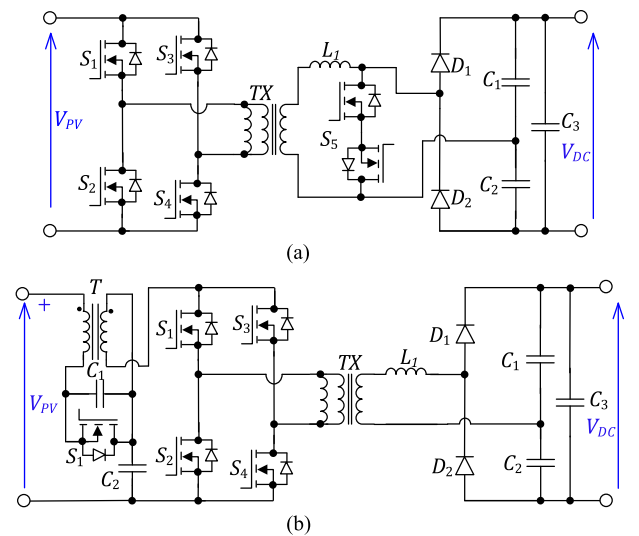 S1
S3
TX
L1
D1
C1
VPV
S5
C3
VDC
S2
S4
D2
C2
(a)
T
+
S1
S3
TX
L1
D1
C1
C1
VPV
C3
VDC
S1
C2
S2
S4
D2
C2
(b)